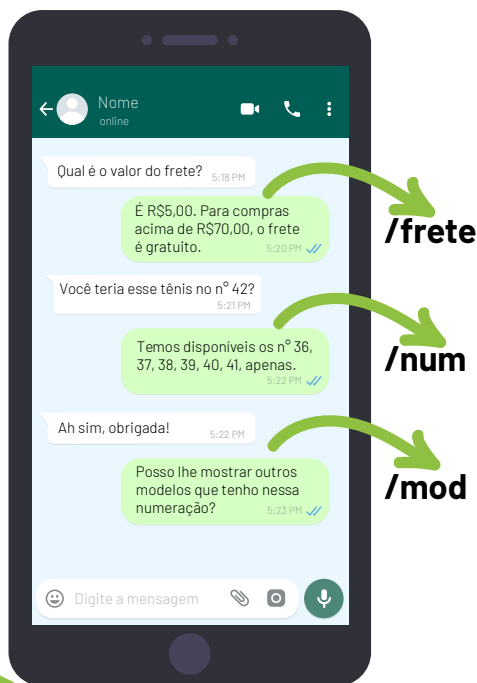 Nome
online
Qual é o valor do frete?
5:18 PM
É R$5,00. Para compras
acima de R$70,00, o frete
é gratuito.
5:20 PM
/frete
Você teria esse tênis no n° 42?
5:21 PM
Temos disponíveis os n° 36,
37, 38, 39, 40, 41, apenas.
5:22 PM
/num
Ah sim, obrigada!
5:22 PM
Posso lhe mostrar outros
modelos que tenho nessa
numeração?
5:23 PM
/mod
Digite a mensagem